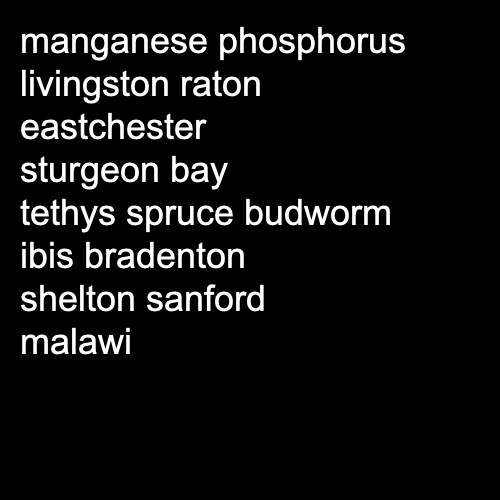 manganese phosphorus
livingston raton
eastchester
sturgeon bay
tethys spruce budworm
ibis bradenton
shelton sanford
malawi